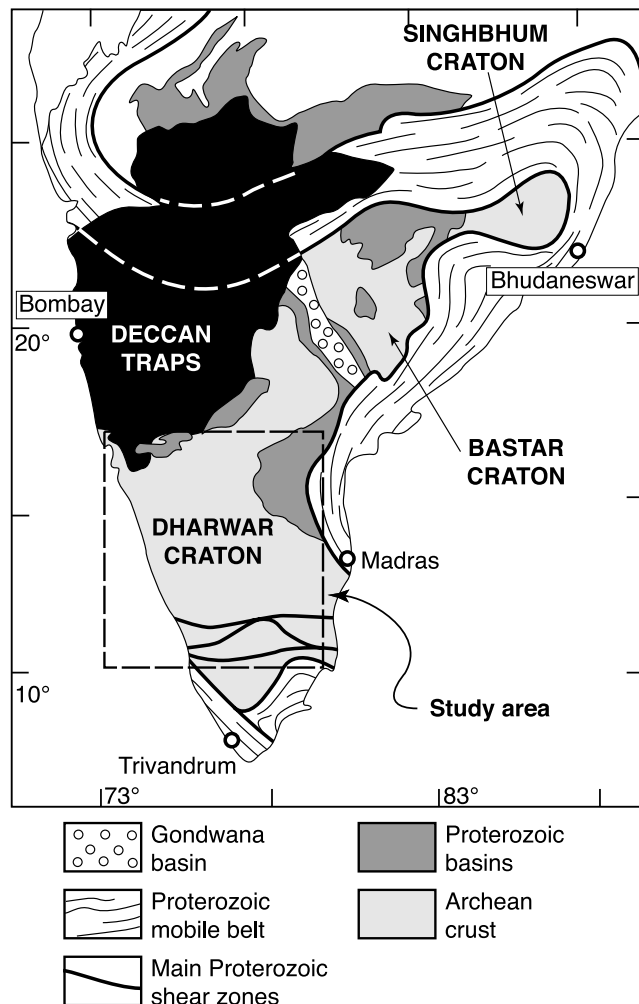 SINGHBHUM
CRATON
Bhudaneswar
Bombay
20°
DECCAN
TRAPS
BASTAR
CRATON
DHARWAR
CRATON
Madras
10°
Study area
Trivandrum
73°
83°
Gondwana
basin
Proterozoic
basins
Proterozoic
mobile belt
Archean
crust
Main Proterozoic
shear zones